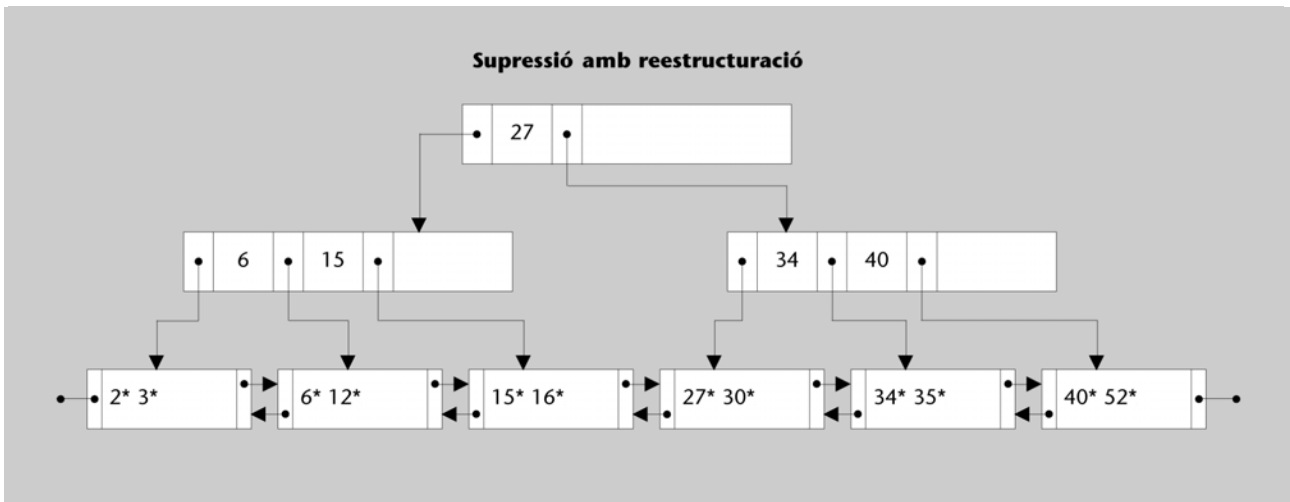 Supressió amb reestructuració
27
6 15 34 40
2* 3* 6* 12* 15* 16* 27* 30* 34* 35* 40* 52*